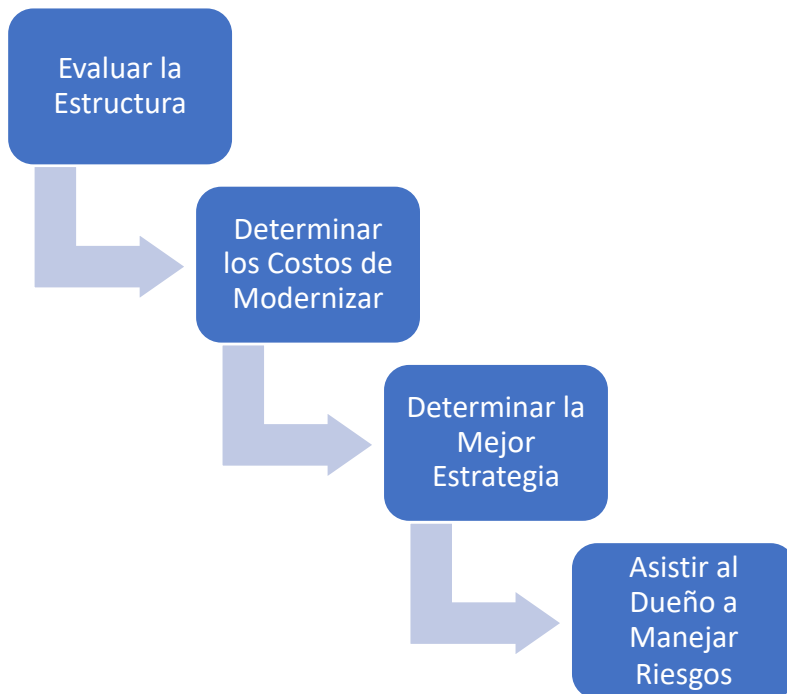 Evaluar la
Estructura
Determinar
los Costos de
Modernizar
Determinar la
Mejor
Estrategia
Asistir al
Dueño a
Manejar
Riesgos